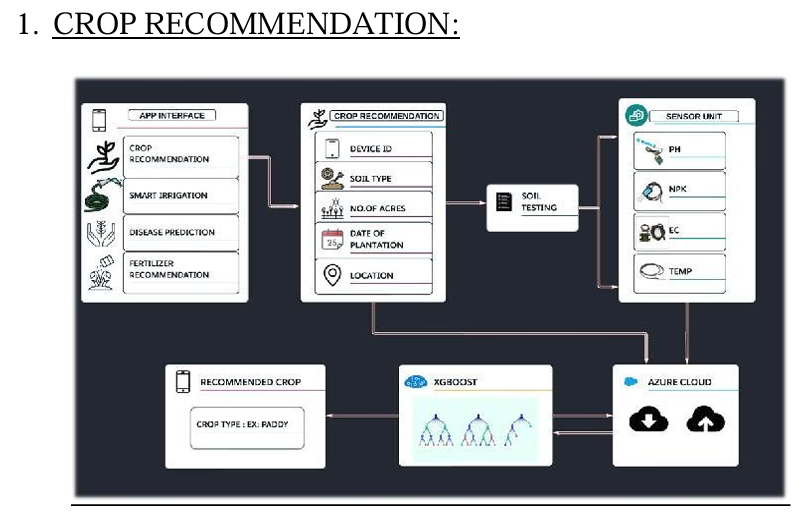 1. CROP RECOMMENDATION:
APP INTERFACE
CROP
RECOMMENDATION
SMART IRRIGATION
DISEASE PREDICTION
FERTILIZER
RECOMMENDATION
CROP RECOMMENDATION
DEVICE ID
SOIL TYPE
NO.OF ACRES
25
DATE OF
PLANTATION
LOCATION
SOIL
TESTING
SENSOR UNIT
PH
NPK
EC
TEMP
RECOMMENDED CROP
CROP TYPE : EX: PADDY
XGBOOST
AZURE CLOUD